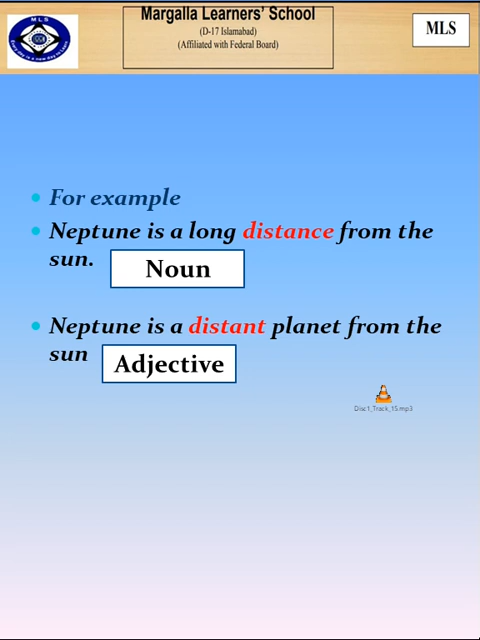 MLS
Margalla Learners' School
(D-17 Islamabad)
(Affiliated with Federal Board)
MLS
For example
Neptune is a long distance from the
sun.
Noun
Neptune is a distant planet from the
sun
Adjective
Disc1_Track_15.mp3